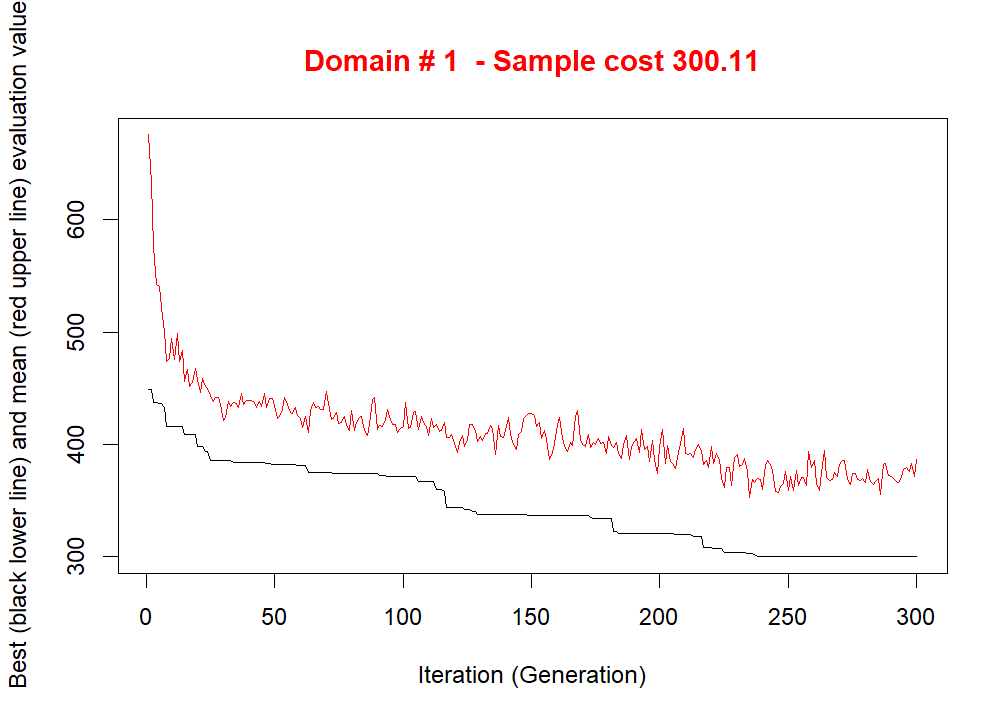 Domain # 1 - Sample cost 300.11
Best (black lower line) and mean (red upper line) evaluation value
600
500
400
300
0 50 100 150 200 250 300
Iteration (Generation)